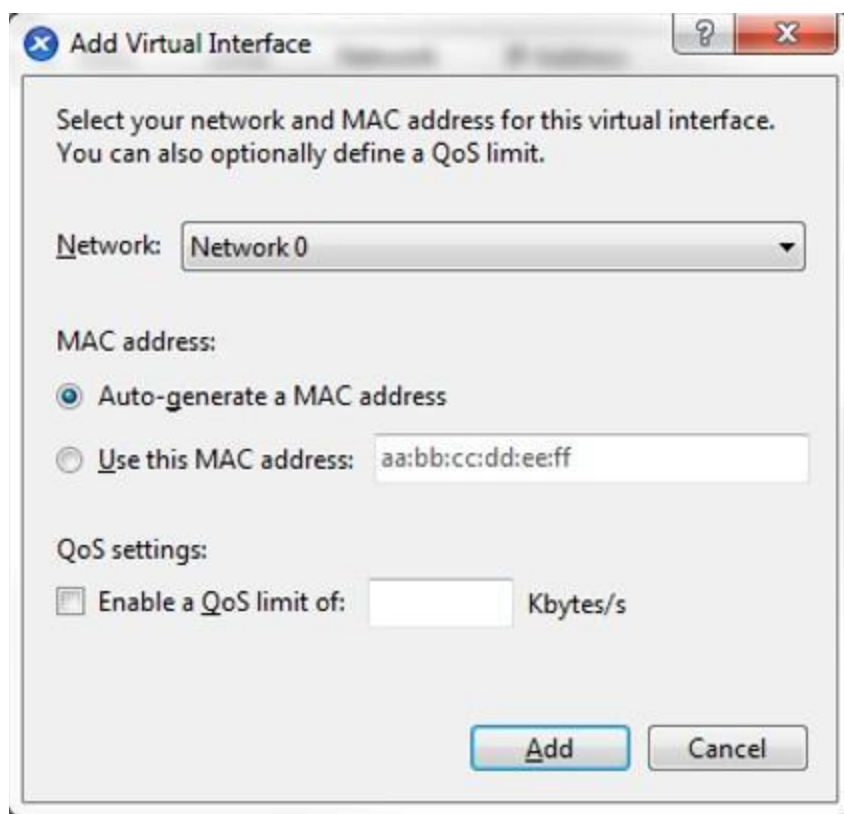 Add Virtual Interface
Select your network and MAC address for this virtual interface.
You can also optionally define a QoS limit.
Network: Network 0
MAC address:
Auto-generate a MAC address
Use this MAC address: aa:bb:cc:dd:ee:ff
QoS settings:
Enable a QoS limit of: Kbytes/s
Add Cancel